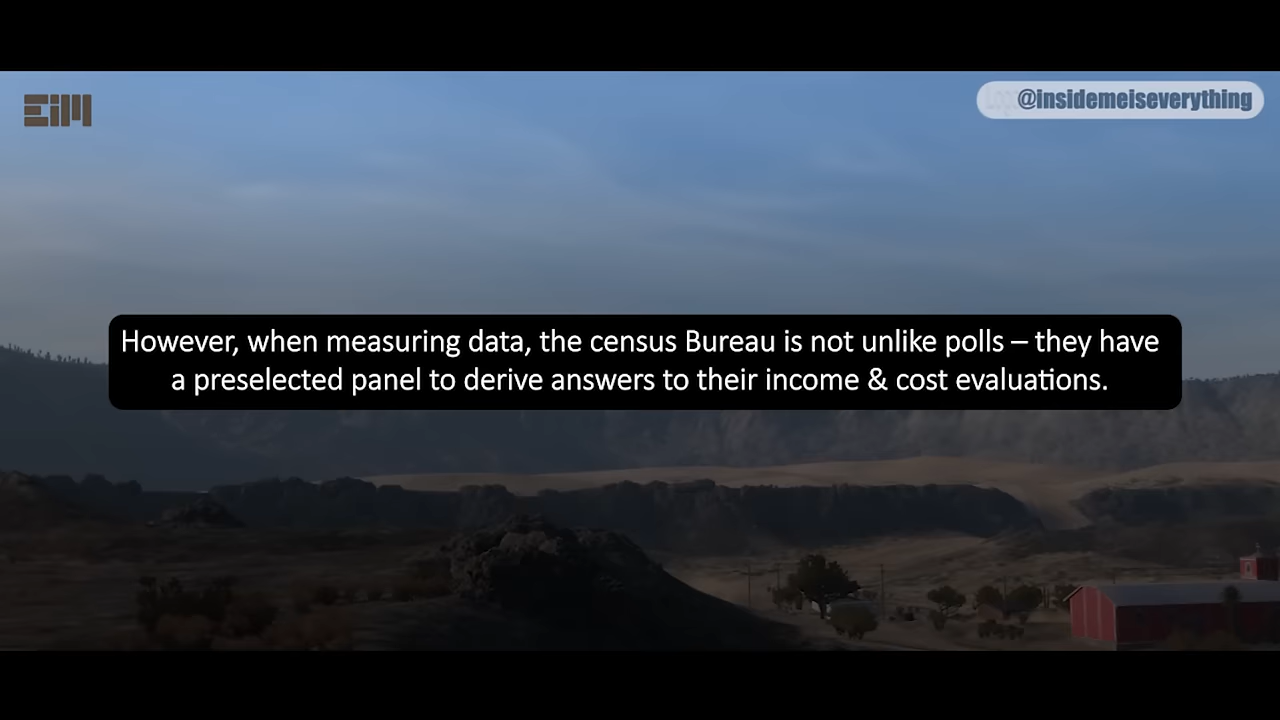 EiM
@insidemeiseverything
However, when measuring data, the census Bureau is not unlike polls – they have
a preselected panel to derive answers to their income & cost evaluations.